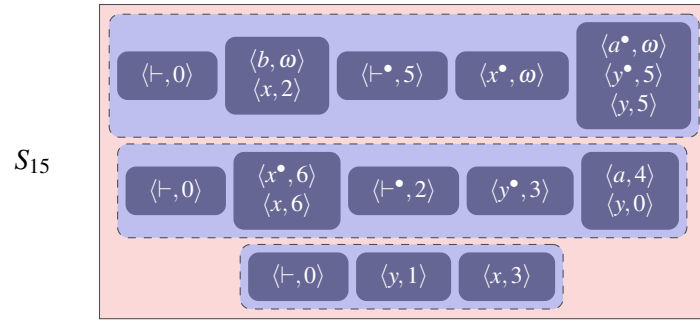 S₁₅
⟨⊢, 0⟩ ⟨b, ω⟩ ⟨⊢•, 5⟩ ⟨x•, ω⟩ ⟨a•, ω⟩
⟨x, 2⟩ ⟨y•, 5⟩
⟨y, 5⟩
⟨⊢, 0⟩ ⟨x•, 6⟩ ⟨⊢•, 2⟩ ⟨y•, 3⟩ ⟨a, 4⟩
⟨x, 6⟩ ⟨y, 0⟩
⟨⊢, 0⟩ ⟨y, 1⟩ ⟨x, 3⟩